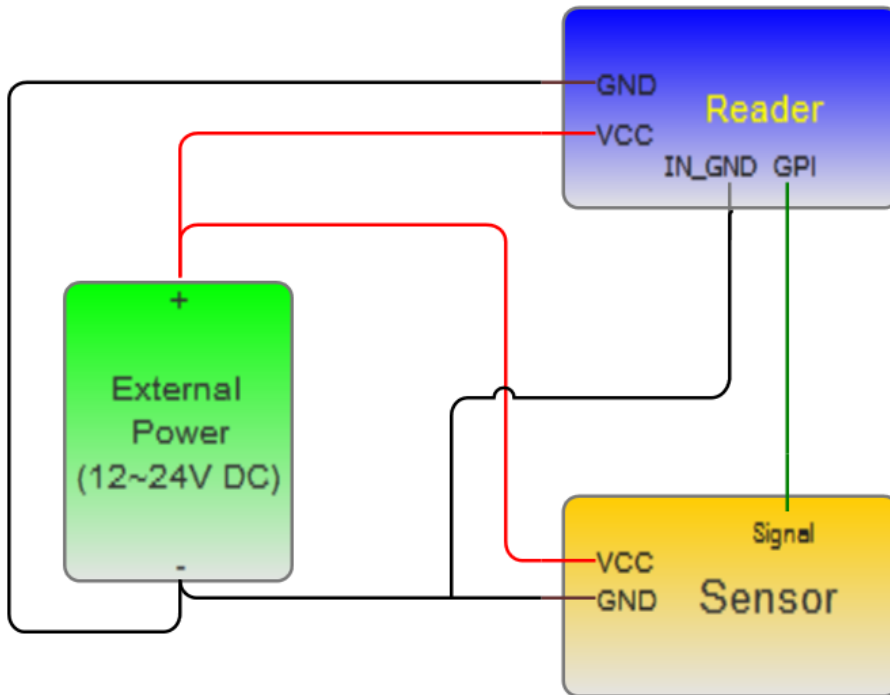 GND
Reader
VCC
IN_GND GPI
+
External
Power
(12~24V DC)
-
Signal
VCC
GND
Sensor